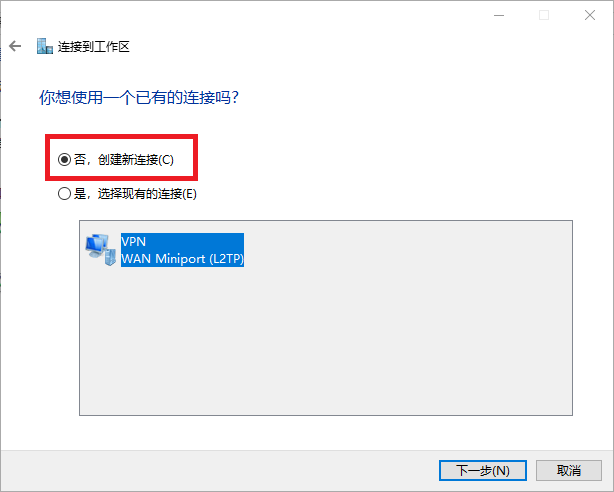 连接到工作区
你想使用一个已有的连接吗?
否，创建新连接(C)
是，选择现有的连接(E)
VPN
WAN Miniport (L2TP)
下一步(N)
取消